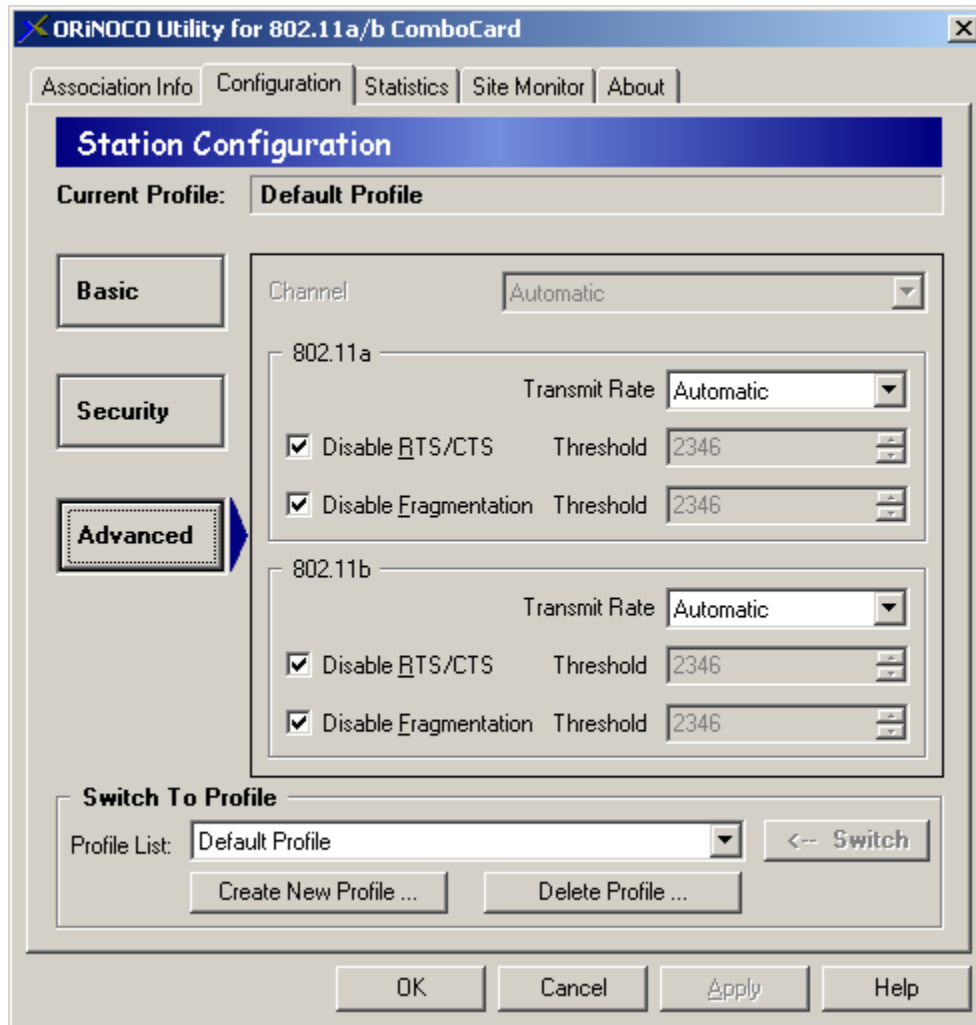 ORiNOCO Utility for 802.11a/b ComboCard
Association Info Configuration Statistics Site Monitor About
Station Configuration
Current Profile: Default Profile
Basic
Channel Automatic
802.11a
Transmit Rate Automatic
Security
Disable RTS/CTS Threshold 2346
Disable Fragmentation Threshold 2346
Advanced
802.11b
Transmit Rate Automatic
Disable RTS/CTS Threshold 2346
Disable Fragmentation Threshold 2346
Switch To Profile
Profile List: Default Profile <-- Switch
Create New Profile ... Delete Profile ...
OK Cancel Apply Help